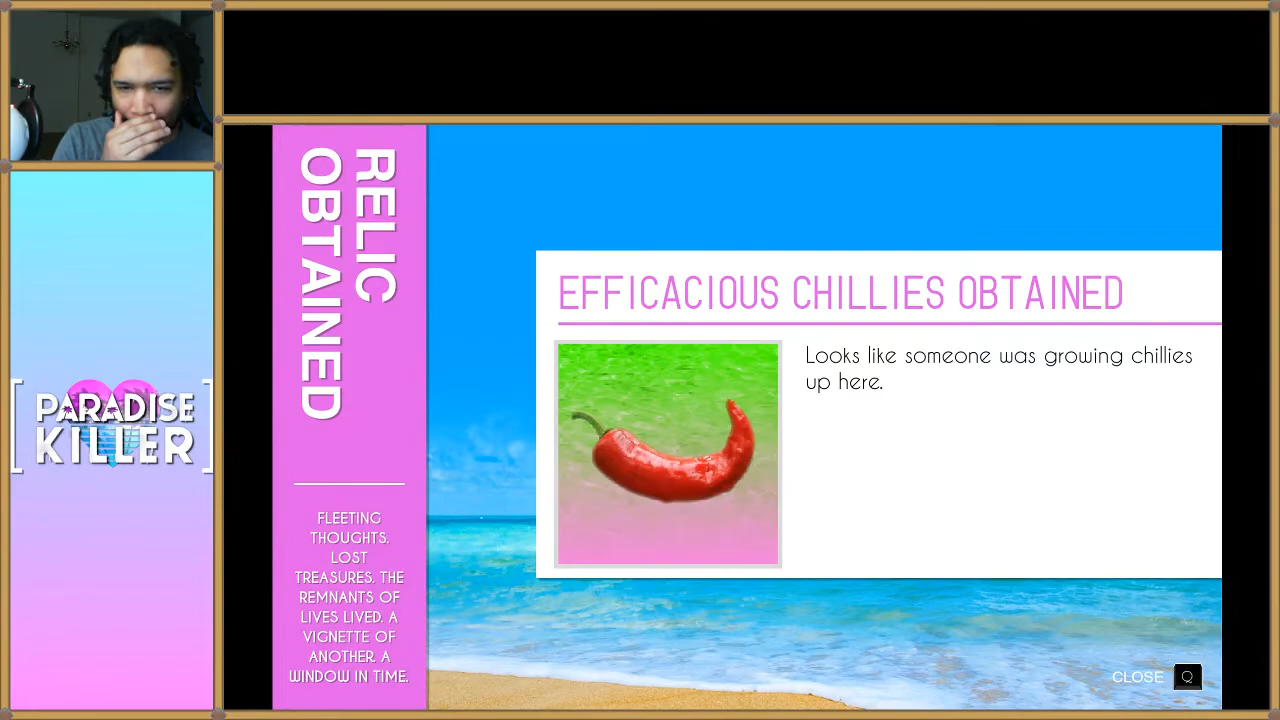 RELIC
OBTAINED
FLEETING
THOUGHTS.
LOST
TREASURES. THE
REMNANTS OF
LIVES LIVED. A
VIGNETTE OF
ANOTHER. A
WINDOW IN TIME.
EFFICACIOUS CHILLIES OBTAINED
Looks like someone was growing chillies
up here.
CLOSE Q
[PARADISE
KILLER]